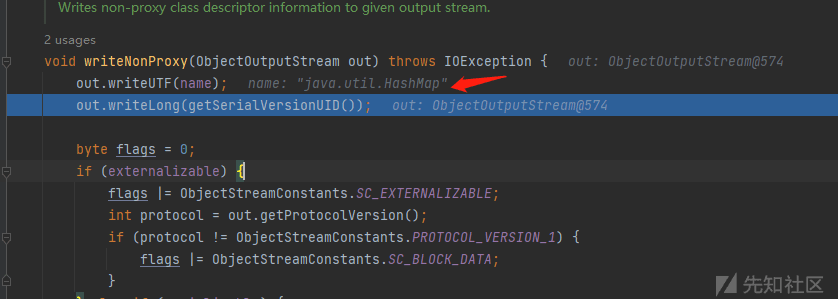 Writes non-proxy class descriptor information to given output stream.
2 usages
void writeNonProxy(ObjectOutputStream out) throws IOException {   out: ObjectOutputStream@574
    out.writeUTF(name);   name: "java.util.HashMap"
    out.writeLong(getSerialVersionUID());   out: ObjectOutputStream@574
    byte flags = 0;
    if (externalizable) {
        flags |= ObjectStreamConstants.SC_EXTERNALIZABLE;
        int protocol = out.getProtocolVersion();
        if (protocol != ObjectStreamConstants.PROTOCOL_VERSION_1) {
            flags |= ObjectStreamConstants.SC_BLOCK_DATA;
        }
先知社区